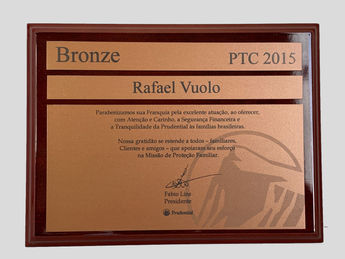 Bronze PTC 2015
Rafael Vuolo
Parabenizamos sua Franquia pela excelente atuação, ao oferecer,
com Atenção e Carinho, a Segurança Financeira e
a Tranquilidade da Prudential às famílias brasileiras.
Nossa gratidão se estende a todos – familiares,
Clientes e amigos – que apoiaram seu esforço
na Missão de Proteção Familiar.
Fabio Lins
Presidente
Prudential